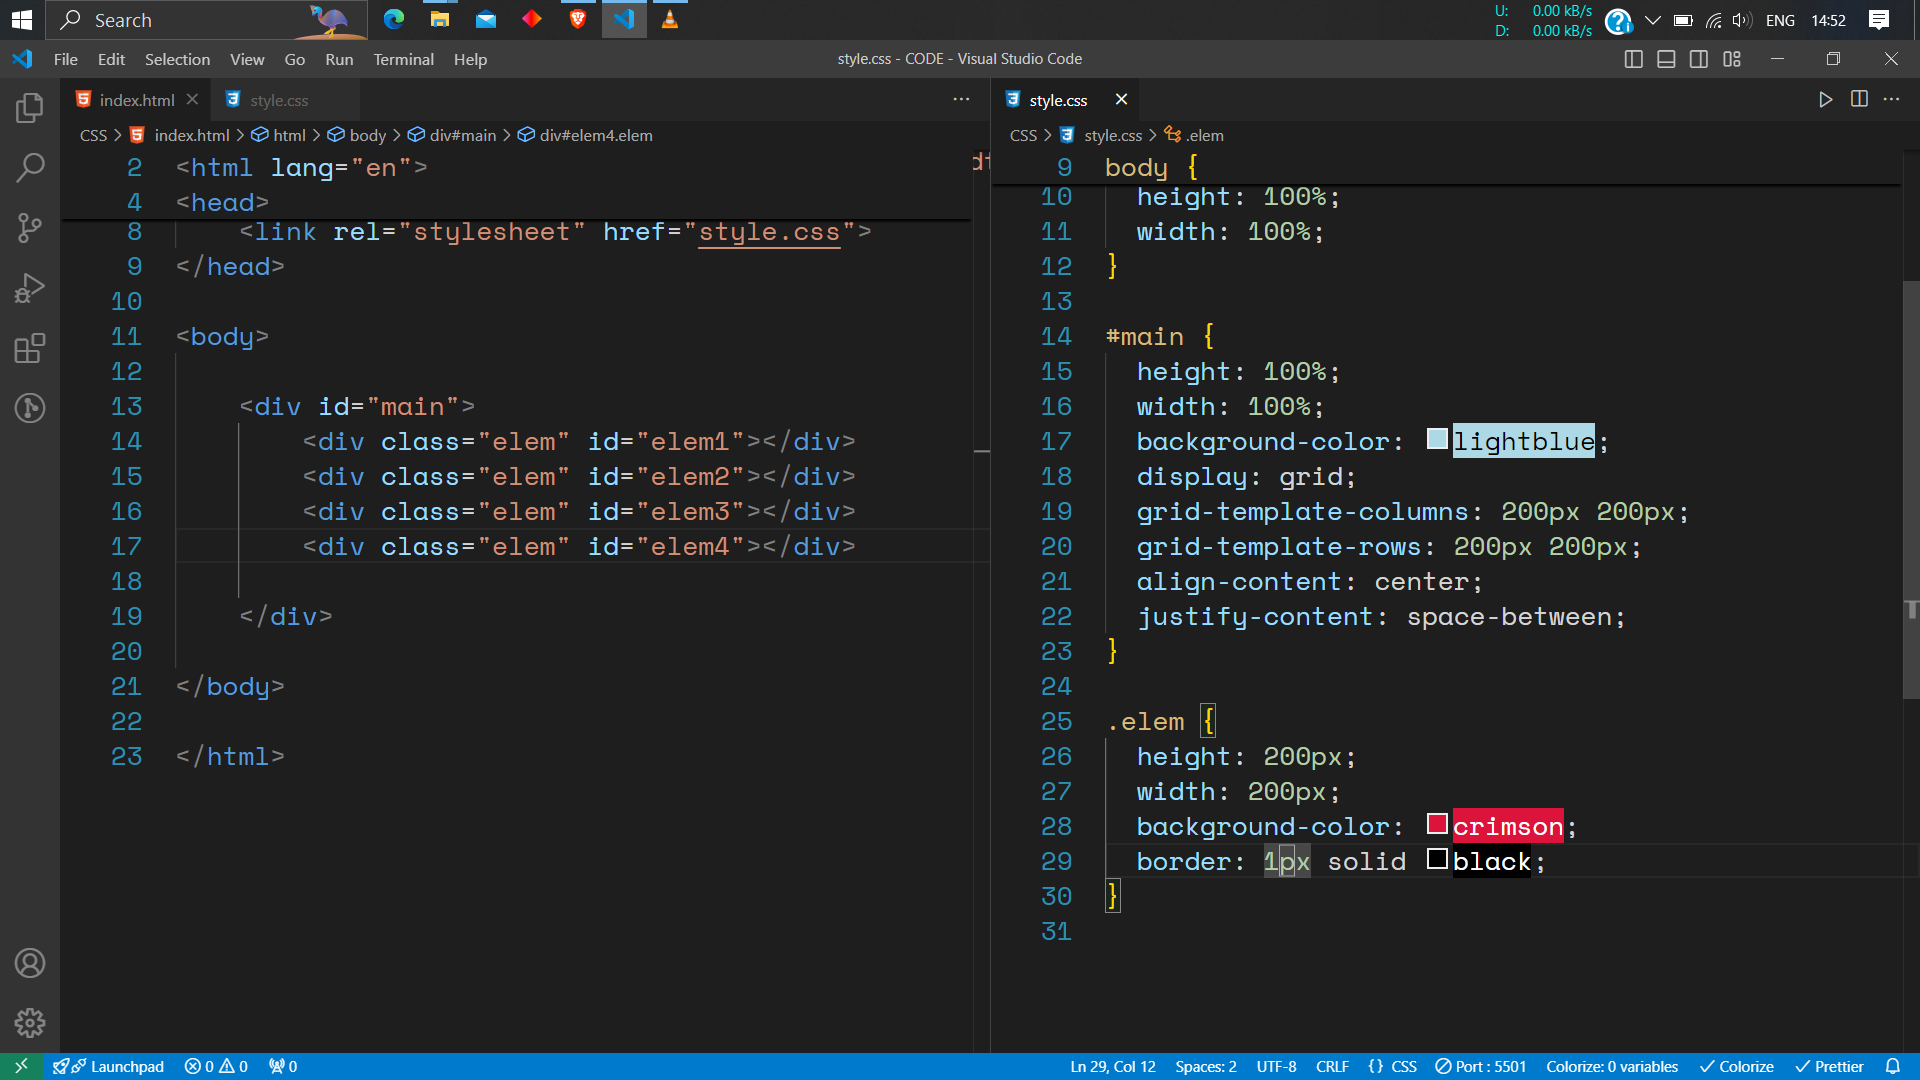 Search
U: 0.00 kB/s
D: 0.00 kB/s
ENG 14:52
File Edit Selection View Go Run Terminal Help
style.css - CODE - Visual Studio Code
index.html style.css
CSS > index.html > html > body > div#main > div#elem4.elem
2 <html lang="en">
4 <head>
8 <link rel="stylesheet" href="style.css">
9 </head>
10
11 <body>
12
13 <div id="main">
14 <div class="elem" id="elem1"></div>
15 <div class="elem" id="elem2"></div>
16 <div class="elem" id="elem3"></div>
17 <div class="elem" id="elem4"></div>
18
19 </div>
20
21 </body>
22
23 </html>
style.css
CSS > style.css > .elem
9 body {
10 height: 100%;
11 width: 100%;
12 }
13
14 #main {
15 height: 100%;
16 width: 100%;
17 background-color: lightblue;
18 display: grid;
19 grid-template-columns: 200px 200px;
20 grid-template-rows: 200px 200px;
21 align-content: center;
22 justify-content: space-between;
23 }
24
25 .elem {
26 height: 200px;
27 width: 200px;
28 background-color: crimson;
29 border: 1px solid black;
30 }
31
Launchpad 0 0 0
Ln 29, Col 12 Spaces: 2 UTF-8 CRLF {} CSS Port : 5501 Colorize: 0 variables Colorize Prettier